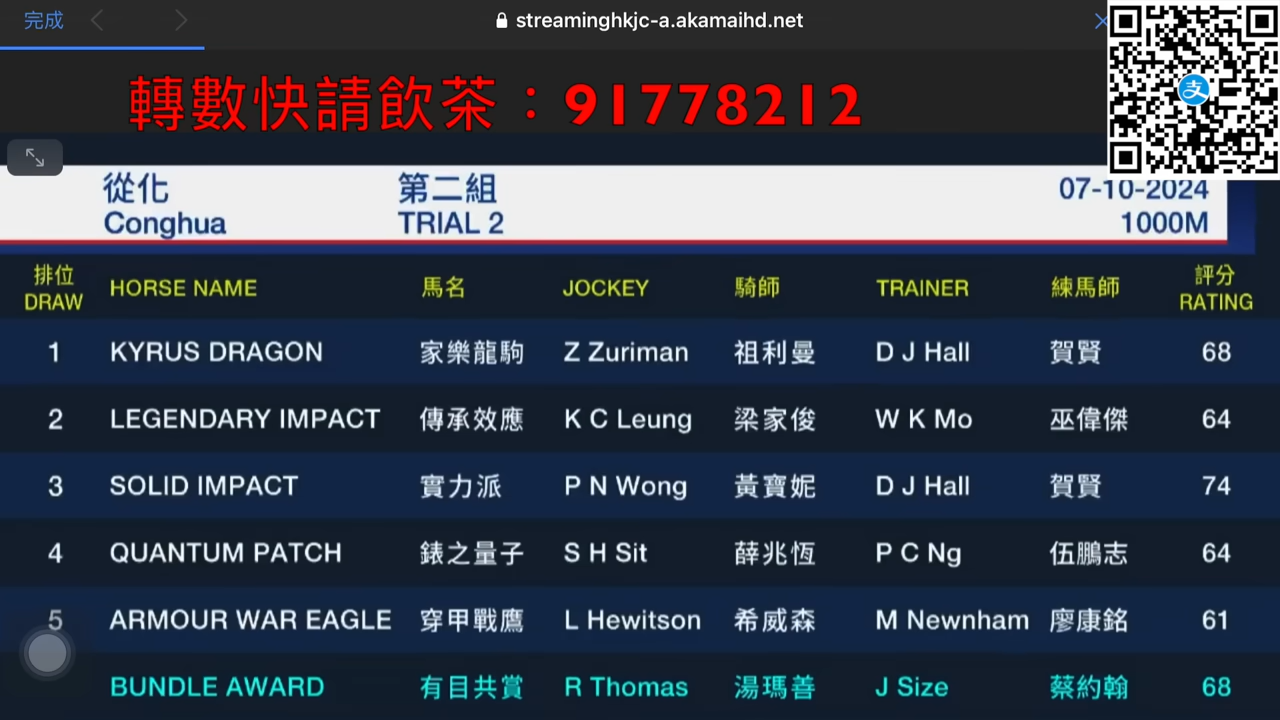 完成
streaminghkjc-a.akamaihd.net
轉數快請飲茶：91778212
支
從化 第二組 07-10-2024
Conghua TRIAL 2 1000M
排位 評分
DRAW HORSE NAME 馬名 JOCKEY 騎師 TRAINER 練馬師 RATING
1 KYRUS DRAGON 家樂龍駒 Z Zuriman 祖利曼 D J Hall 賀賢 68
2 LEGENDARY IMPACT 傳承效應 K C Leung 梁家俊 W K Mo 巫偉傑 64
3 SOLID IMPACT 實力派 P N Wong 黃寶妮 D J Hall 賀賢 74
4 QUANTUM PATCH 錶之量子 S H Sit 薛兆恆 P C Ng 伍鵬志 64
5 ARMOUR WAR EAGLE 穿甲戰鷹 L Hewitson 希威森 M Newnham 廖康銘 61
BUNDLE AWARD 有目共賞 R Thomas 湯瑪善 J Size 蔡約翰 68